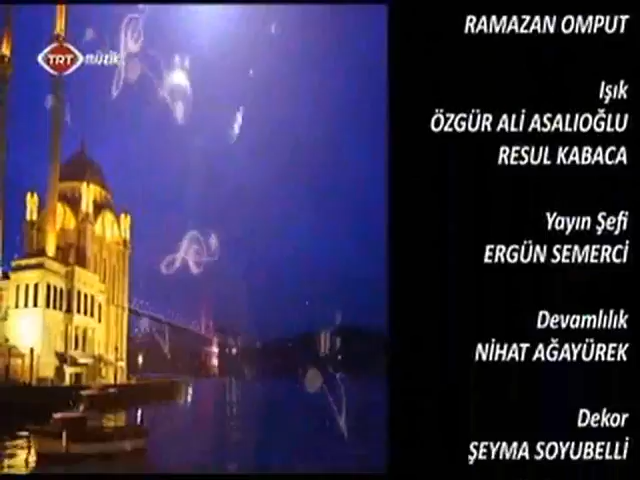 TRT müzik
RAMAZAN OMPUT
Işık
ÖZGÜR ALİ ASALIOĞLU
RESUL KABACA
Yayın Şefi
ERGÜN SEMERCİ
Devamlılık
NİHAT AĞAYÜREK
Dekor
ŞEYMA SOYUBELLİ